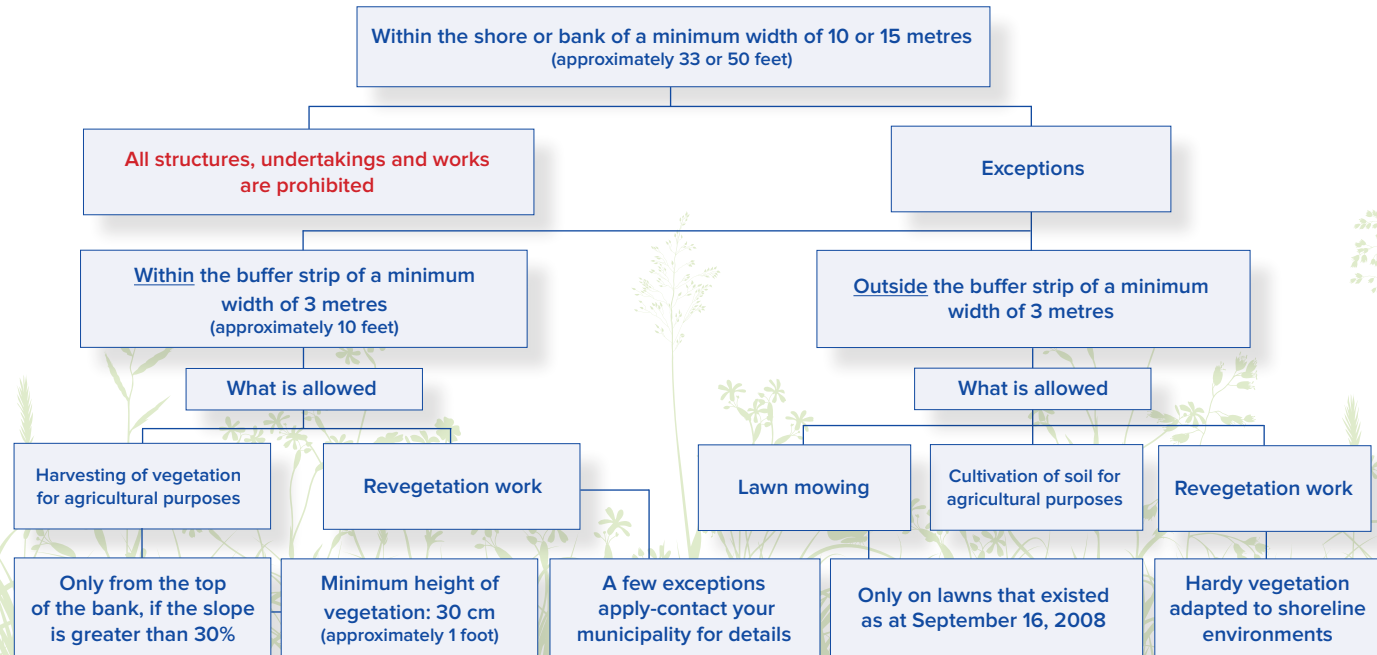 Within the shore or bank of a minimum width of 10 or 15 metres
(approximately 33 or 50 feet)
All structures, undertakings and works
are prohibited
Exceptions
Within the buffer strip of a minimum
width of 3 metres
(approximately 10 feet)
Outside the buffer strip of a minimum
width of 3 metres
What is allowed
What is allowed
Harvesting of vegetation
for agricultural purposes
Revegetation work
Lawn mowing
Cultivation of soil for
agricultural purposes
Revegetation work
Only from the top
of the bank, if the slope
is greater than 30%
Minimum height of
vegetation: 30 cm
(approximately 1 foot)
A few exceptions
apply-contact your
municipality for details
Only on lawns that existed
as at September 16, 2008
Hardy vegetation
adapted to shoreline
environments